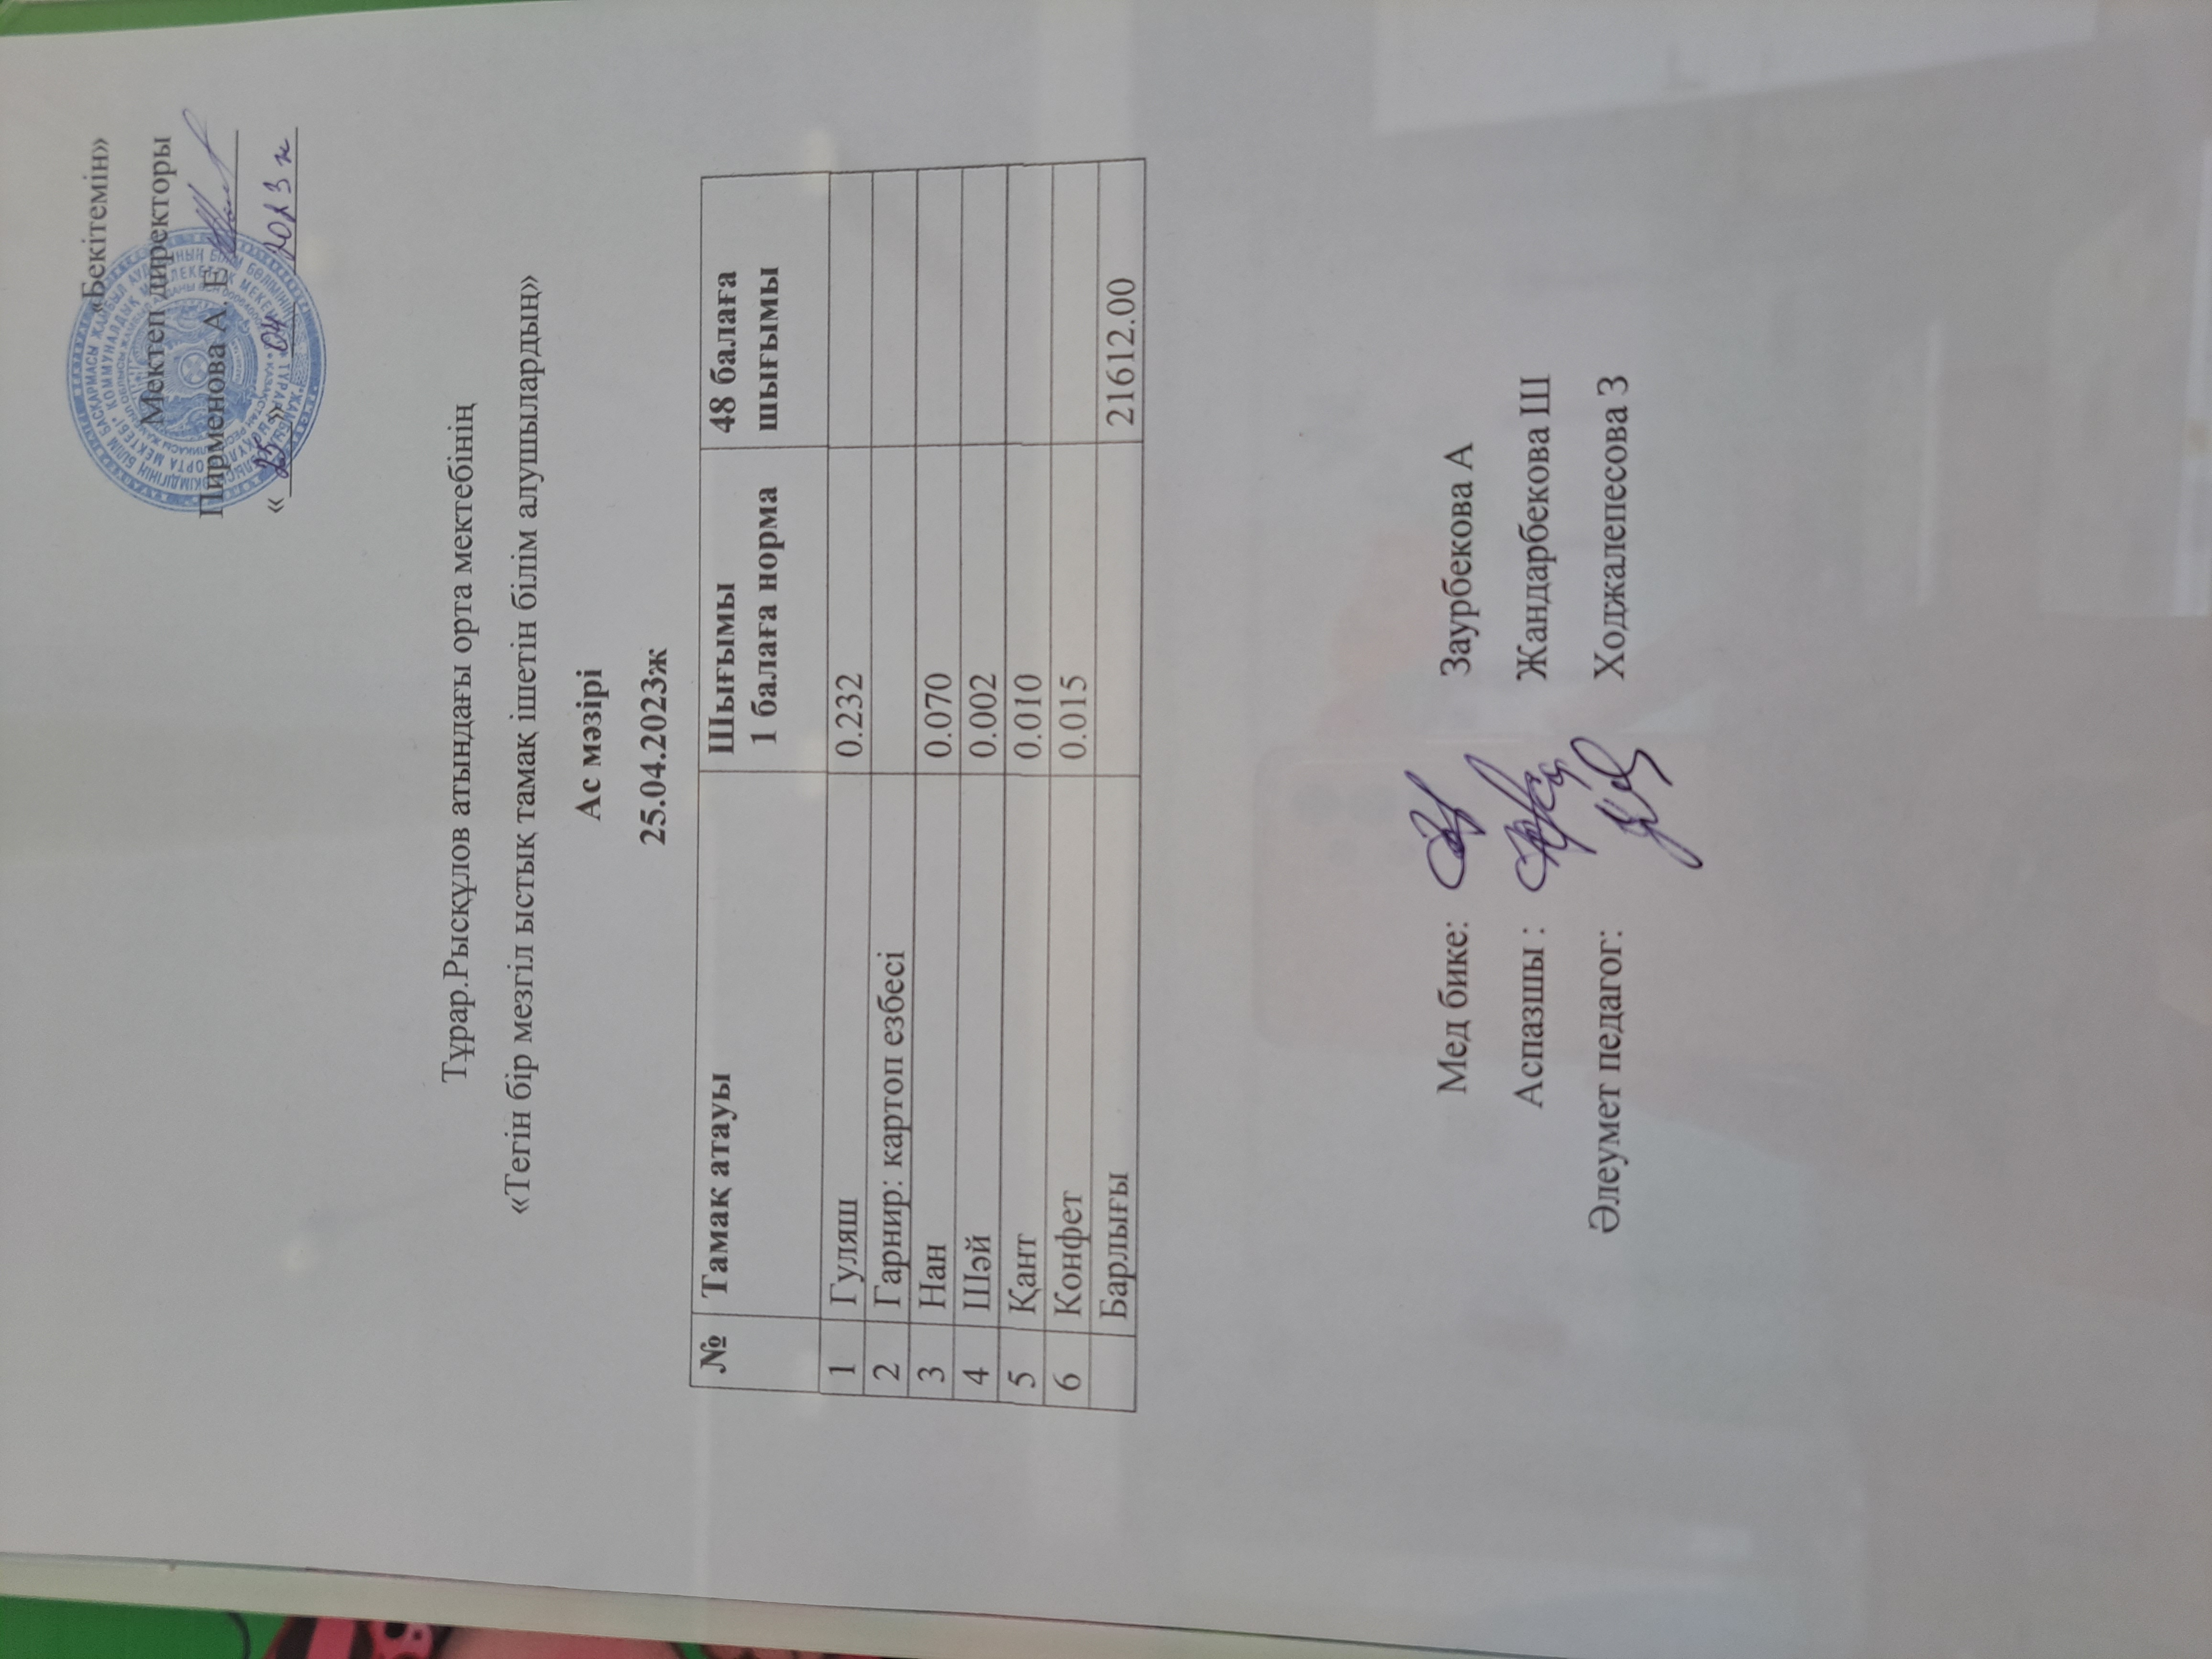 «Бекітемін»
Мектеп директоры
Пирменова А. Е
« 25 » 04 2023 ж
Тұрар.Рысқұлов атындағы орта мектебінің
«Тегін бір мезгіл ыстық тамақ ішетін білім алушылардың»
Ас мәзірі
25.04.2023ж
№ Тамақ атауы Шығымы 1 балаға норма 48 балаға шығымы
1 Гуляш 0.232
2 Гарнир: картоп езбесі
3 Нан 0.070
4 Шәй 0.002
5 Қант 0.010
6 Конфет 0.015
Барлығы 21612.00
Мед бике: Заурбекова А
Аспазшы : Жандарбекова Ш
Әлеумет педагог: Ходжалепесова З